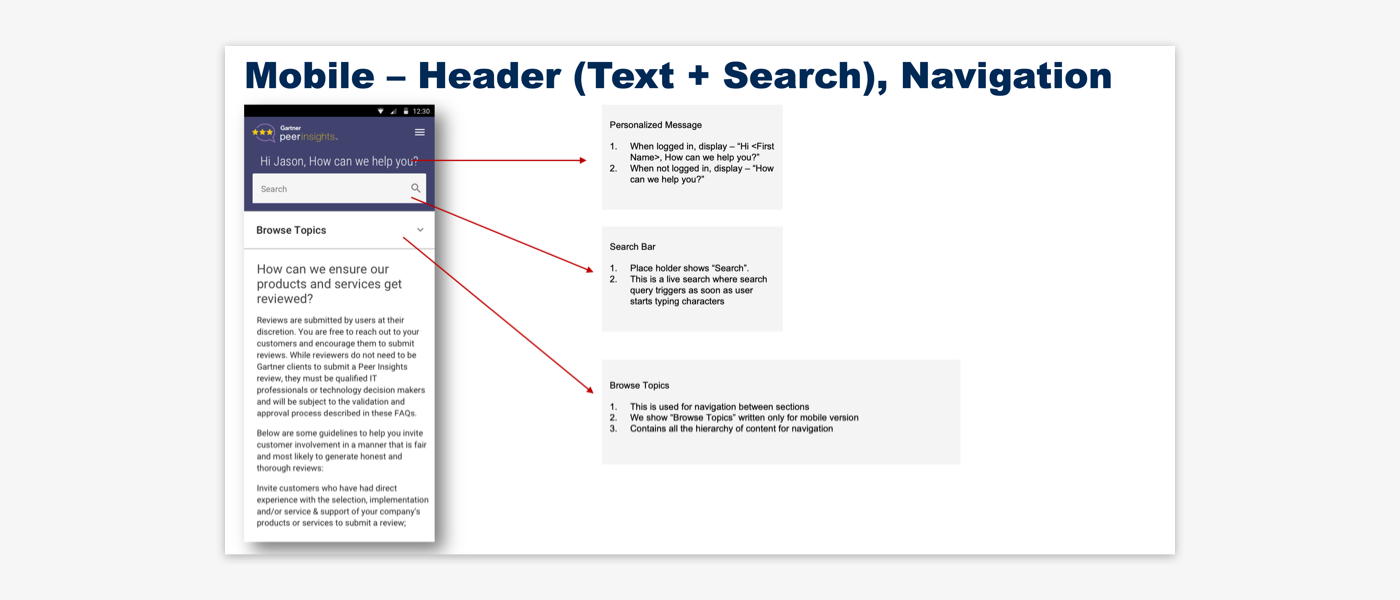 Mobile – Header (Text + Search), Navigation
12:30
Gartner
peerinsights.
Hi Jason, How can we help you?
Search
Browse Topics
How can we ensure our
products and services get
reviewed?
Reviews are submitted by users at their
discretion. You are free to reach out to your
customers and encourage them to submit
reviews. While reviewers do not need to be
Gartner clients to submit a Peer Insights
review, they must be qualified IT
professionals or technology decision makers
and will be subject to the validation and
approval process described in these FAQs.
Below are some guidelines to help you invite
customer involvement in a manner that is fair
and most likely to generate honest and
thorough reviews:
Invite customers who have had direct
experience with the selection, implementation
and/or service & support of your company's
products or services to submit a review;
Personalized Message
1. When logged in, display – “Hi <First
Name>, How can we help you?”
2. When not logged in, display – “How
can we help you?”
Search Bar
1. Place holder shows “Search”.
2. This is a live search where search
query triggers as soon as user
starts typing characters
Browse Topics
1. This is used for navigation between sections
2. We show “Browse Topics” written only for mobile version
3. Contains all the hierarchy of content for navigation